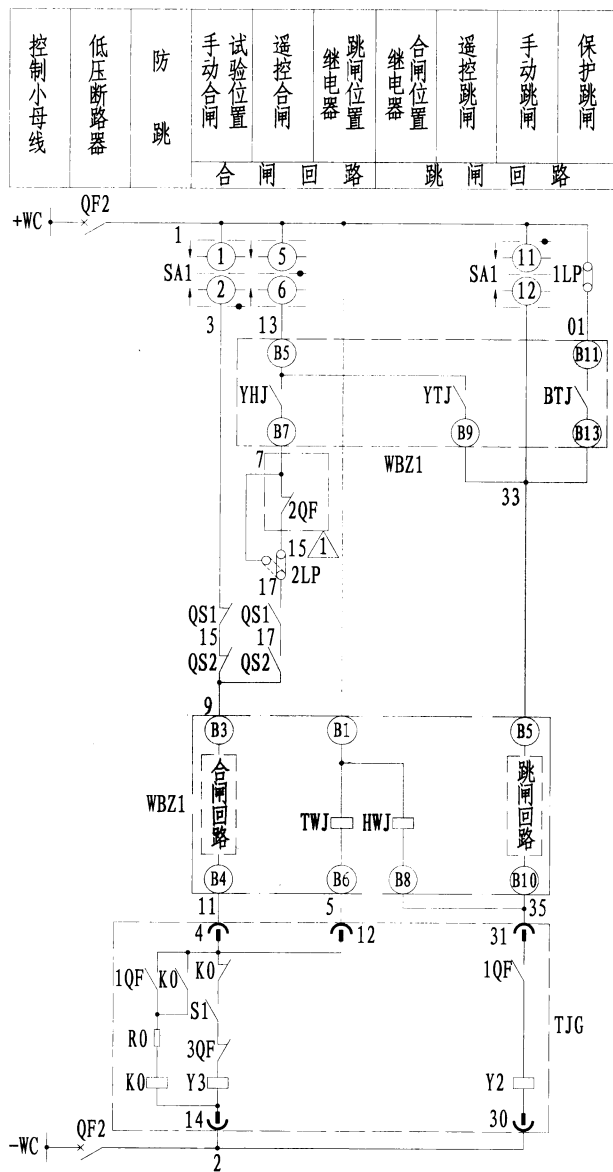 控制小母线
低压断路器
防跳
手动合闸
试验位置
遥控合闸
继电器
跳闸位置
继电器
合闸位置
遥控跳闸
手动跳闸
保护跳闸
合闸回路
跳闸回路
+WC
QF2
1
SA1
1
2
5
6
SA1
11
12
1LP
3
13
01
B5
B11
YHJ
YTJ
BTJ
B7
B9
B13
WBZ1
7
33
2QF
15
1
17
2LP
QS1
QS1
15
17
QS2
QS2
9
B3
B1
B5
WBZ1
合闸回路
TWJ
HWJ
跳闸回路
B4
B6
B8
B10
11
5
35
4
12
31
1QF
K0
K0
1QF
S1
TJG
R0
3QF
K0
Y3
Y2
14
30
-WC
QF2
2